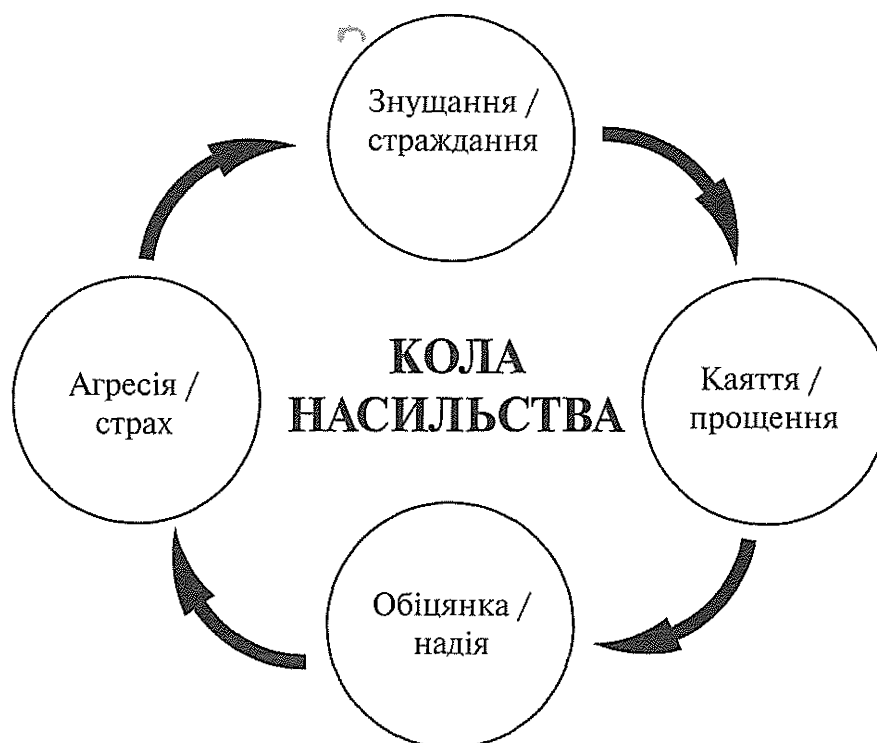 Знущання /
страждання
Агресія /
страх
КОЛА
НАСИЛЬСТВА
Каяття /
прощення
Обіцянка /
надія